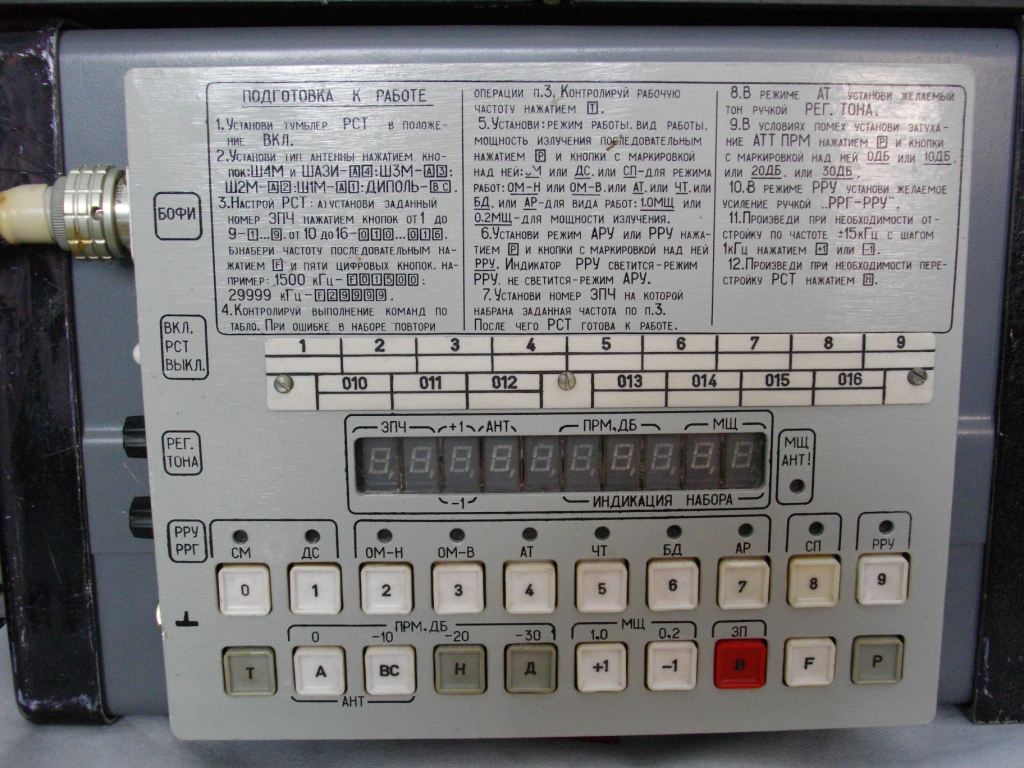 ПОДГОТОВКА К РАБОТЕ
1. Установи тумблер РСТ в положе-
ние ВКЛ.
2. Установи тип антенны нажатием кно-
пок: Ш4М и ШАЗИ-А4: Ш3М-А3:
Ш2М-А2: Ш1М-А1: ДИПОЛЬ-ВС.
3. Настрой РСТ: а) установи заданный
номер ЗПЧ нажатием кнопок от 1 до
9-1...9, от 10 до 16-010...016.
б) набери частоту последовательным на-
жатием F и пяти цифровых кнопок. на-
пример: 1500 кГц-F01500:
29999 кГц-F29999.
4. Контролируй выполнение команд по
табло. При ошибке в наборе повтори
операции п.3. Контролируй рабочую
частоту нажатием Т.
5. Установи: режим работы. вид работы.
мощность излучения последовательным
нажатием Р и кнопки с маркировкой
над ней: СМ или ДС. или СП-для режима
работ: ОМ-Н или ОМ-В. или АТ. или ЧТ. или
БД. или АР-для вида работ: 1.0МЩ или
0.2МЩ-для мощности излучения.
6. Установи режим АРУ или РРУ нажа-
тием Р и кнопки с маркировкой над ней
РРУ. Индикатор РРУ светится-режим
РРУ. не светится-режим АРУ.
7. Установи номер ЗПЧ на которой
набрана заданная частота по п.3.
После чего РСТ готова к работе.
8. В режиме АТ установи желаемый
тон ручкой РЕГ. ТОНА.
9. В условиях помех установи затуха-
ние АТТ ПРМ нажатием Р и кнопки
с маркировкой над ней 0ДБ или 10ДБ.
или 20ДБ. или 30ДБ.
10. В режиме РРУ установи желаемое
усиление ручкой „РРГ-РРУ".
11. Произведи при необходимости от-
стройку по частоте ±15кГц с шагом
1кГц нажатием +1 или -1.
12. Произведи при необходимости пере-
стройку РСТ нажатием Н.
БОФИ
ВКЛ.
РСТ
ВЫКЛ.
1 2 3 4 5 6 7 8 9
010 011 012 013 014 015 016
ЗПЧ +1 АНТ ПРМ.ДБ МЩ
-1 ИНДИКАЦИЯ НАБОРА
МЩ
АНТ!
РЕГ.
ТОНА
РРУ
РРГ
СМ ДС ОМ-Н ОМ-В АТ ЧТ БД АР СП РРУ
0 1 2 3 4 5 6 7 8 9
ПРМ.ДБ МЩ ЗП
0 -10 -20 -30 1,0 0,2
Т А ВС Н Д +1 -1 В F Р
АНТ